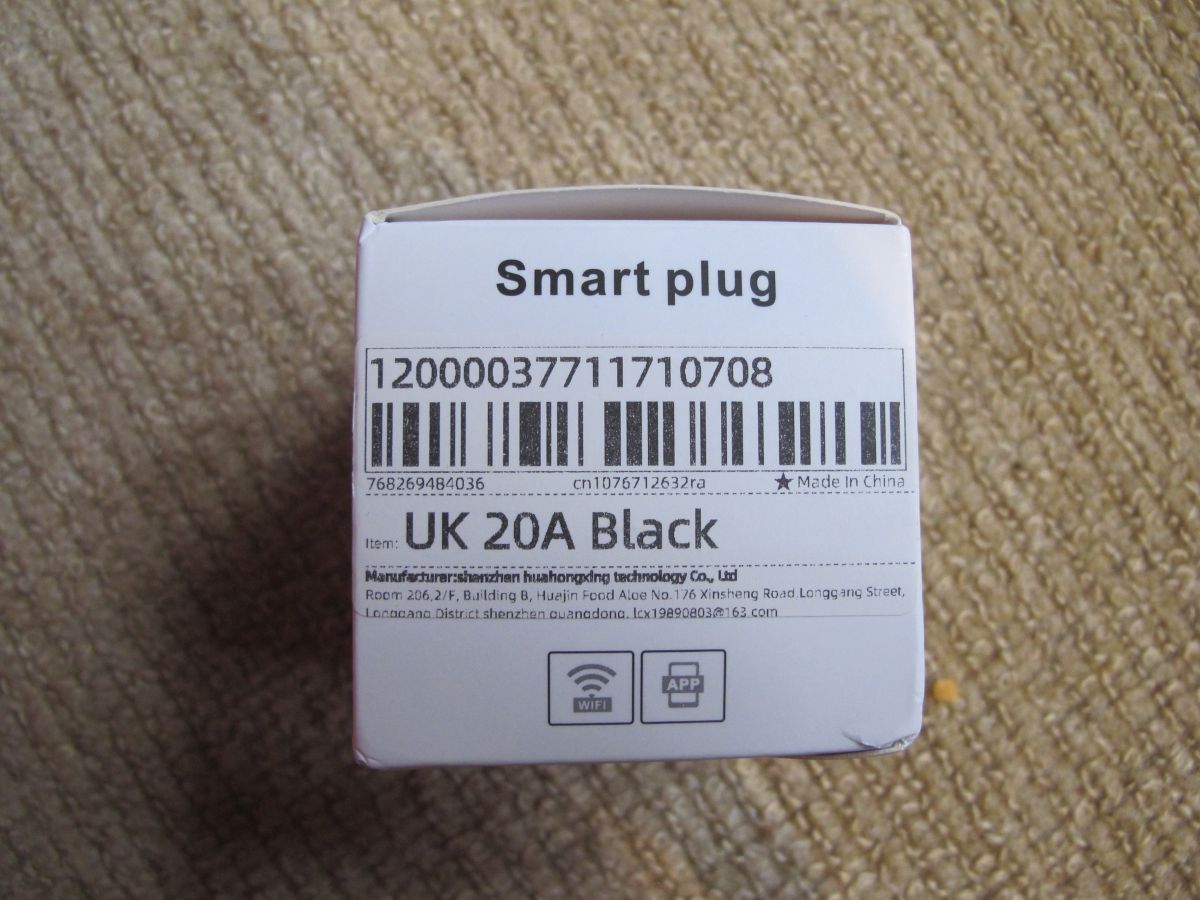 Smart plug
12000037711710708
768269484036 cn1076712632ra ★ Made In China
Item: UK 20A Black
Manufacturer:shenzhen huahongxing technology Co., Ltd
Room 206,2/F, Building B, Huajin Food Aloe No.176 Xinsheng Road,Longgang Street,
Longgang District shenzhen guangdong, lcx19890803@163.com
WIFI
APP